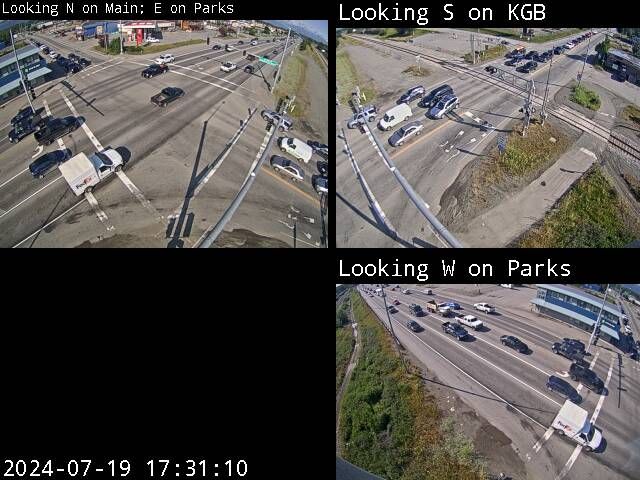 Looking N on Main; E on Parks
Looking S on KGB
FedEx
Looking W on Parks
FedEx
2024-07-19 17:31:10